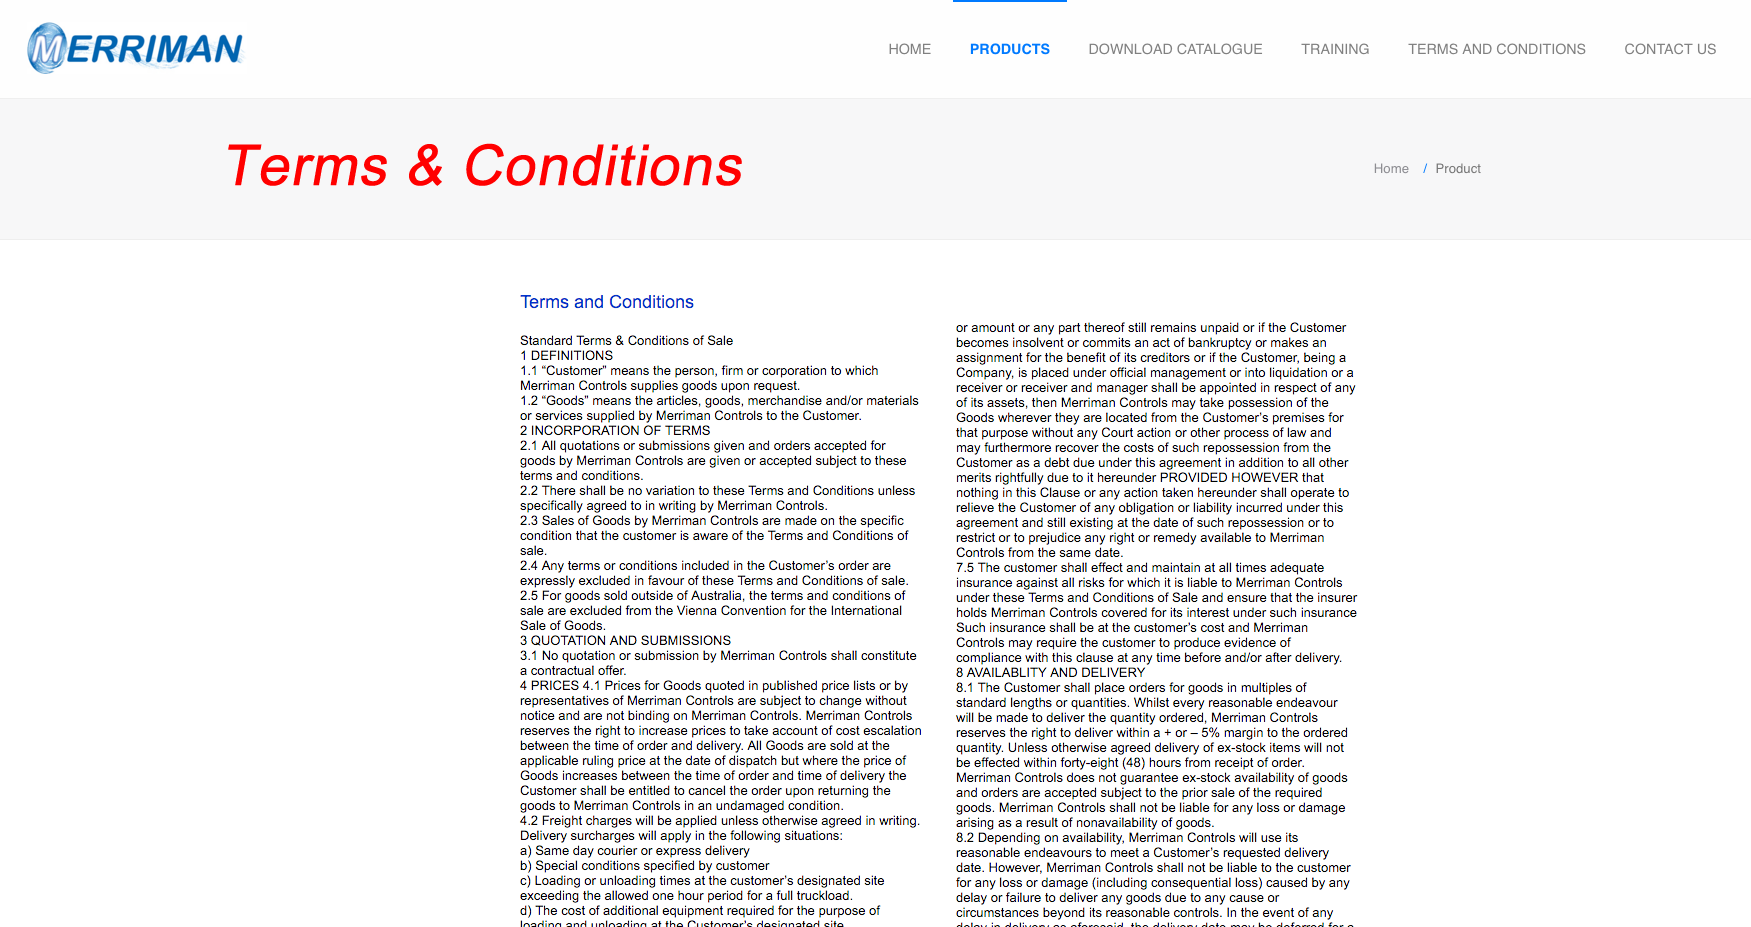 MERRIMAN
HOME
PRODUCTS
DOWNLOAD CATALOGUE
TRAINING
TERMS AND CONDITIONS
CONTACT US
Terms & Conditions
Home / Product
Terms and Conditions
Standard Terms & Conditions of Sale
1 DEFINITIONS
1.1 “Customer” means the person, firm or corporation to which
Merriman Controls supplies goods upon request.
1.2 “Goods” means the articles, goods, merchandise and/or materials
or services supplied by Merriman Controls to the Customer.
2 INCORPORATION OF TERMS
2.1 All quotations or submissions given and orders accepted for
goods by Merriman Controls are given or accepted subject to these
terms and conditions.
2.2 There shall be no variation to these Terms and Conditions unless
specifically agreed to in writing by Merriman Controls.
2.3 Sales of Goods by Merriman Controls are made on the specific
condition that the customer is aware of the Terms and Conditions of
sale.
2.4 Any terms or conditions included in the Customer’s order are
expressly excluded in favour of these Terms and Conditions of sale.
2.5 For goods sold outside of Australia, the terms and conditions of
sale are excluded from the Vienna Convention for the International
Sale of Goods.
3 QUOTATION AND SUBMISSIONS
3.1 No quotation or submission by Merriman Controls shall constitute
a contractual offer.
4 PRICES 4.1 Prices for Goods quoted in published price lists or by
representatives of Merriman Controls are subject to change without
notice and are not binding on Merriman Controls. Merriman Controls
reserves the right to increase prices to take account of cost escalation
between the time of order and delivery. All Goods are sold at the
applicable ruling price at the date of dispatch but where the price of
Goods increases between the time of order and time of delivery the
Customer shall be entitled to cancel the order upon returning the
goods to Merriman Controls in an undamaged condition.
4.2 Freight charges will be applied unless otherwise agreed in writing.
Delivery surcharges will apply in the following situations:
a) Same day courier or express delivery
b) Special conditions specified by customer
c) Loading or unloading times at the customer’s designated site
exceeding the allowed one hour period for a full truckload.
d) The cost of additional equipment required for the purpose of
loading and unloading at the Customer’s designated site
or amount or any part thereof still remains unpaid or if the Customer
becomes insolvent or commits an act of bankruptcy or makes an
assignment for the benefit of its creditors or if the Customer, being a
Company, is placed under official management or into liquidation or a
receiver or receiver and manager shall be appointed in respect of any
of its assets, then Merriman Controls may take possession of the
Goods wherever they are located from the Customer’s premises for
that purpose without any Court action or other process of law and
may furthermore recover the costs of such repossession from the
Customer as a debt due under this agreement in addition to all other
merits rightfully due to it hereunder PROVIDED HOWEVER that
nothing in this Clause or any action taken hereunder shall operate to
relieve the Customer of any obligation or liability incurred under this
agreement and still existing at the date of such repossession or to
restrict or to prejudice any right or remedy available to Merriman
Controls from the same date.
7.5 The customer shall effect and maintain at all times adequate
insurance against all risks for which it is liable to Merriman Controls
under these Terms and Conditions of Sale and ensure that the insurer
holds Merriman Controls covered for its interest under such insurance
Such insurance shall be at the customer’s cost and Merriman
Controls may require the customer to produce evidence of
compliance with this clause at any time before and/or after delivery.
8 AVAILABLITY AND DELIVERY
8.1 The Customer shall place orders for goods in multiples of
standard lengths or quantities. Whilst every reasonable endeavour
will be made to deliver the quantity ordered, Merriman Controls
reserves the right to deliver within a + or – 5% margin to the ordered
quantity. Unless otherwise agreed delivery of ex-stock items will not
be effected within forty-eight (48) hours from receipt of order.
Merriman Controls does not guarantee ex-stock availability of goods
and orders are accepted subject to the prior sale of the required
goods. Merriman Controls shall not be liable for any loss or damage
arising as a result of nonavailability of goods.
8.2 Depending on availability, Merriman Controls will use its
reasonable endeavours to meet a Customer’s requested delivery
date. However, Merriman Controls shall not be liable to the customer
for any loss or damage (including consequential loss) caused by any
delay or failure to deliver any goods due to any cause or
circumstances beyond its reasonable controls. In the event of any
delay in delivery as aforesaid, the delivery date may be deferred for a